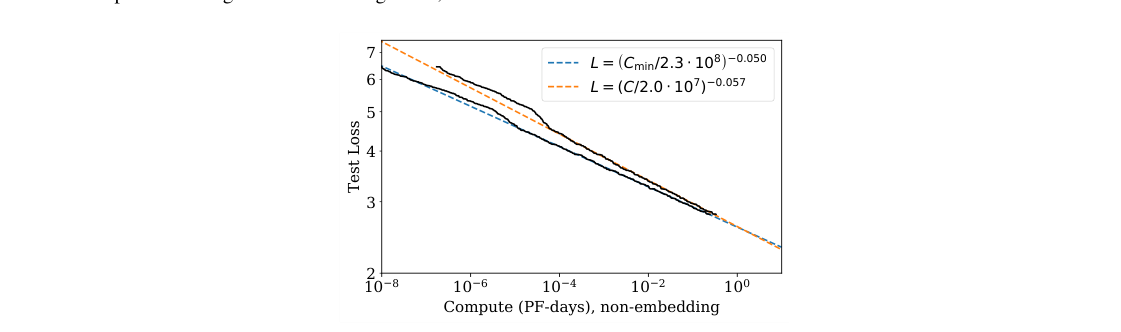 7
6
5
4
3
2
Test Loss
L = (C_min/2.3 · 10^8)^−0.050
L = (C/2.0 · 10^7)^−0.057
10^−8 10^−6 10^−4 10^−2 10^0
Compute (PF-days), non-embedding